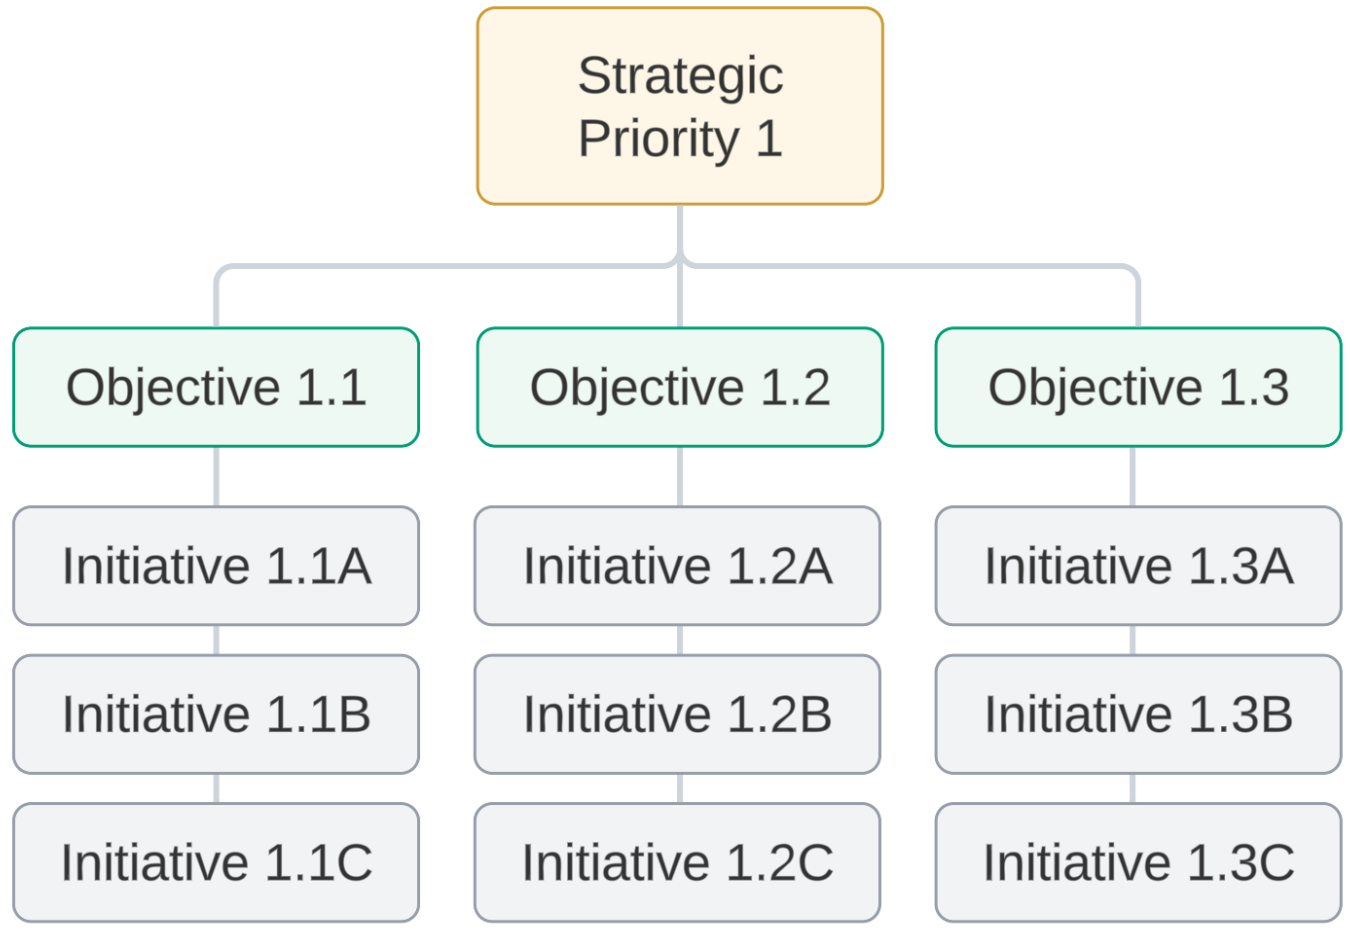 Strategic
Priority 1
Objective 1.1
Objective 1.2
Objective 1.3
Initiative 1.1A
Initiative 1.2A
Initiative 1.3A
Initiative 1.1B
Initiative 1.2B
Initiative 1.3B
Initiative 1.1C
Initiative 1.2C
Initiative 1.3C